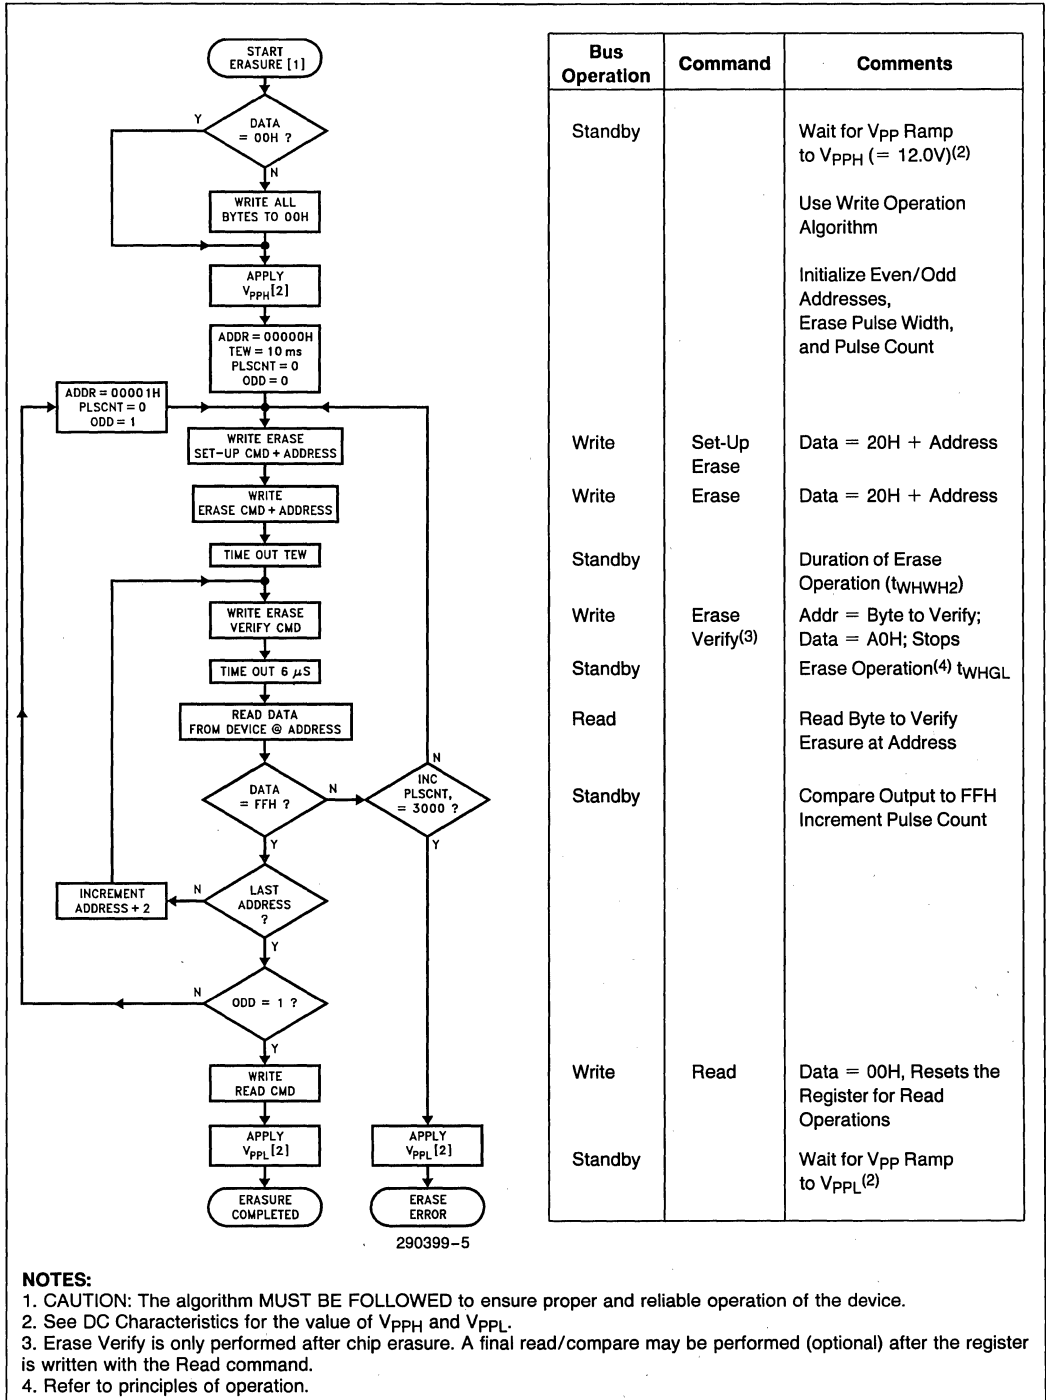 START
ERASURE [1]
Y
DATA
= 00H ?
N
WRITE ALL
BYTES TO 00H
APPLY
VPPH[2]
ADDR = 00000H
TEW = 10 ms
PLSCNT = 0
ODD = 0
ADDR = 00001H
PLSCNT = 0
ODD = 1
WRITE ERASE
SET-UP CMD + ADDRESS
WRITE
ERASE CMD + ADDRESS
TIME OUT TEW
WRITE ERASE
VERIFY CMD
TIME OUT 6 μS
READ DATA
FROM DEVICE @ ADDRESS
DATA
= FFH ?
N
Y
N
INC
PLSCNT,
= 3000 ?
Y
INCREMENT
ADDRESS + 2
N
LAST
ADDRESS
?
Y
N
ODD = 1 ?
Y
WRITE
READ CMD
APPLY
VPPL[2]
ERASURE
COMPLETED
APPLY
VPPL[2]
ERASE
ERROR
290399–5
Bus
Operation
Command
Comments
Standby
Wait for VPP Ramp
to VPPH (= 12.0V)(2)
Use Write Operation
Algorithm
Initialize Even/Odd
Addresses,
Erase Pulse Width,
and Pulse Count
Write
Set-Up
Erase
Data = 20H + Address
Write
Erase
Data = 20H + Address
Standby
Duration of Erase
Operation (tWHWH2)
Write
Erase
Verify(3)
Addr = Byte to Verify;
Data = A0H; Stops
Standby
Erase Operation(4) tWHGL
Read
Read Byte to Verify
Erasure at Address
Standby
Compare Output to FFH
Increment Pulse Count
Write
Read
Data = 00H, Resets the
Register for Read
Operations
Standby
Wait for VPP Ramp
to VPPL(2)
NOTES:
1. CAUTION: The algorithm MUST BE FOLLOWED to ensure proper and reliable operation of the device.
2. See DC Characteristics for the value of VPPH and VPPL.
3. Erase Verify is only performed after chip erasure. A final read/compare may be performed (optional) after the register
is written with the Read command.
4. Refer to principles of operation.